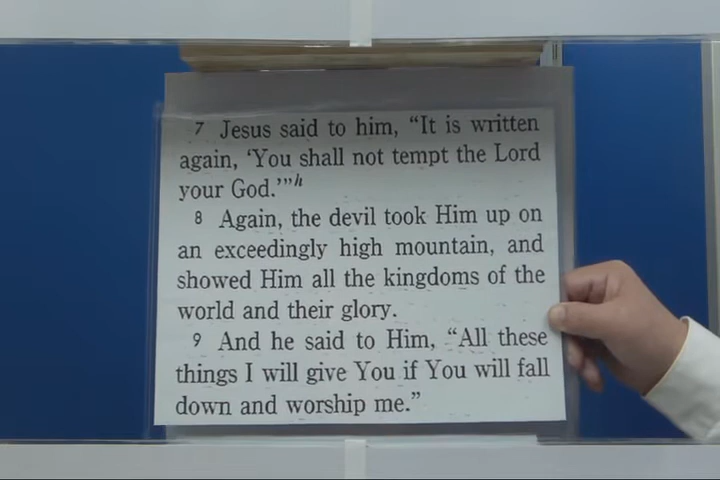 7 Jesus said to him, “It is written
again, ‘You shall not tempt the Lord
your God.’”h
8 Again, the devil took Him up on
an exceedingly high mountain, and
showed Him all the kingdoms of the
world and their glory.
9 And he said to Him, “All these
things I will give You if You will fall
down and worship me.”